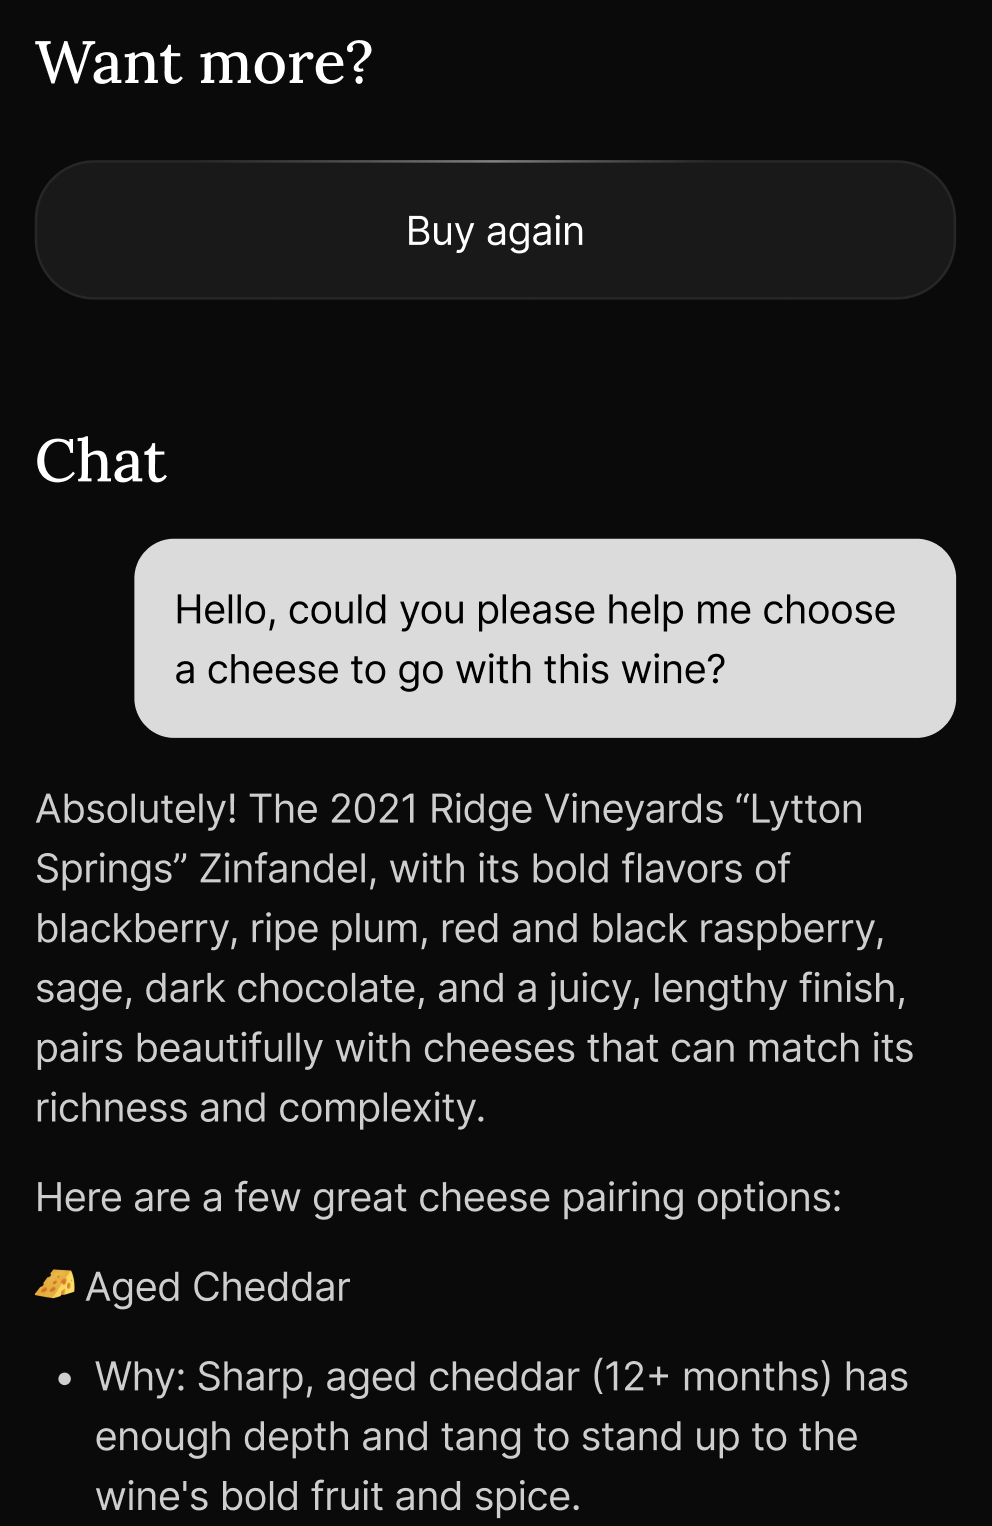 Want more?
Buy again
Chat
Hello, could you please help me choose
a cheese to go with this wine?
Absolutely! The 2021 Ridge Vineyards “Lytton
Springs” Zinfandel, with its bold flavors of
blackberry, ripe plum, red and black raspberry,
sage, dark chocolate, and a juicy, lengthy finish,
pairs beautifully with cheeses that can match its
richness and complexity.
Here are a few great cheese pairing options:
🧀 Aged Cheddar
• Why: Sharp, aged cheddar (12+ months) has
enough depth and tang to stand up to the
wine's bold fruit and spice.